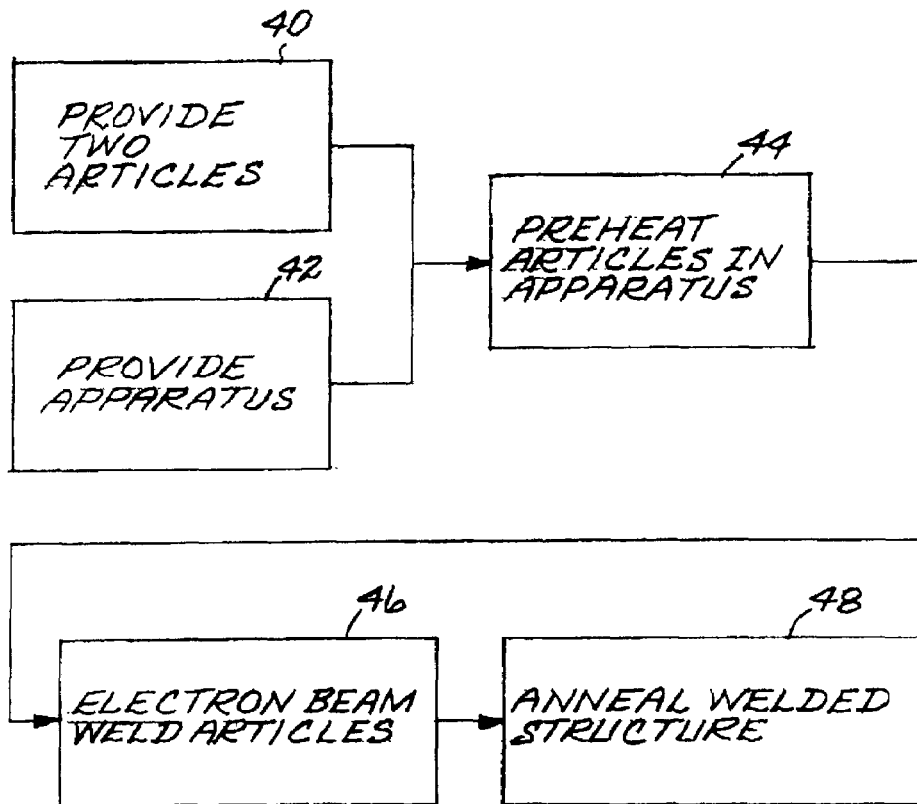 40
PROVIDE
TWO
ARTICLES
42
PROVIDE
APPARATUS
44
PREHEAT
ARTICLES IN
APPARATUS
46
ELECTRON BEAM
WELD ARTICLES
48
ANNEAL WELDED
STRUCTURE